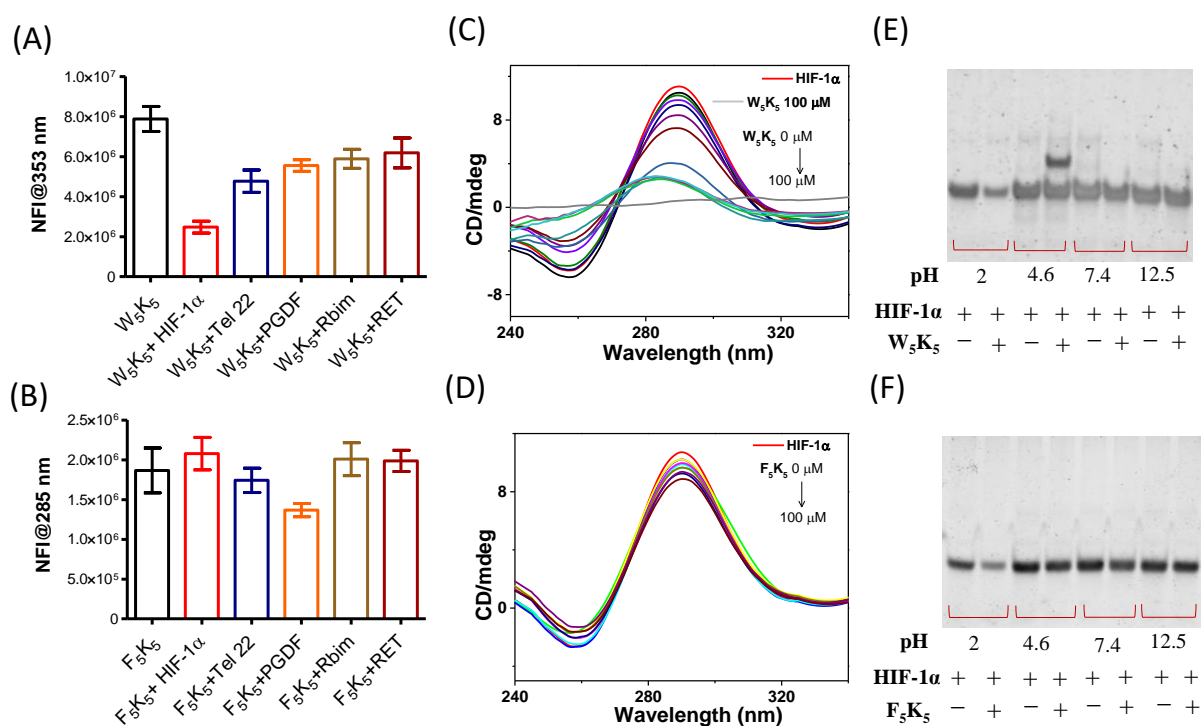 (A)
NFI@353 nm
1.0×10⁷
8.0×10⁶
6.0×10⁶
4.0×10⁶
2.0×10⁶
0
W₅K₅
W₅K₅+ HIF-1α
W₅K₅+Tel 22
W₅K₅+PGDF
W₅K₅+Rbim
W₅K₅+RET
(B)
NFI@285 nm
2.5×10⁶
2.0×10⁶
1.5×10⁶
1.0×10⁶
5.0×10⁵
0
F₅K₅
F₅K₅+ HIF-1α
F₅K₅+Tel 22
F₅K₅+PGDF
F₅K₅+Rbim
F₅K₅+RET
(C)
CD/mdeg
8
0
-8
HIF-1α
W₅K₅ 100 μM
W₅K₅ 0 μM
100 μM
240 280 320
Wavelength (nm)
(D)
CD/mdeg
8
0
HIF-1α
F₅K₅ 0 μM
100 μM
240 280 320
Wavelength (nm)
(E)
pH 2 4.6 7.4 12.5
HIF-1α + + + + + + + +
W₅K₅ − + − + − + − +
(F)
pH 2 4.6 7.4 12.5
HIF-1α + + + + + + + +
F₅K₅ − + − + − + − +